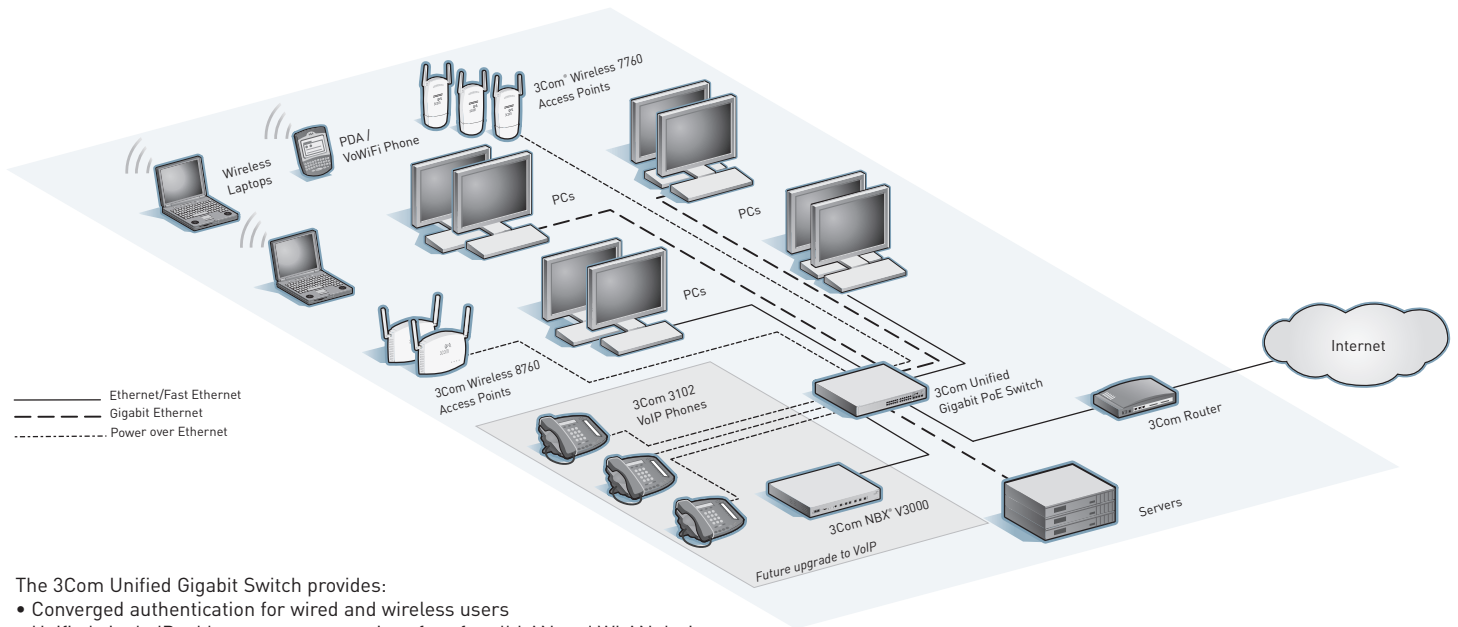 3Com® Wireless 7760
Access Points
PDA /
VoWiFi Phone
Wireless
Laptops
PCs
PCs
PCs
3Com Wireless 8760
Access Points
Ethernet/Fast Ethernet
Gigabit Ethernet
Power over Ethernet
3Com 3102
VoIP Phones
3Com Unified
Gigabit PoE Switch
Internet
3Com Router
3Com NBX® V3000
Servers
Future upgrade to VoIP
The 3Com Unified Gigabit Switch provides:
• Converged authentication for wired and wireless users